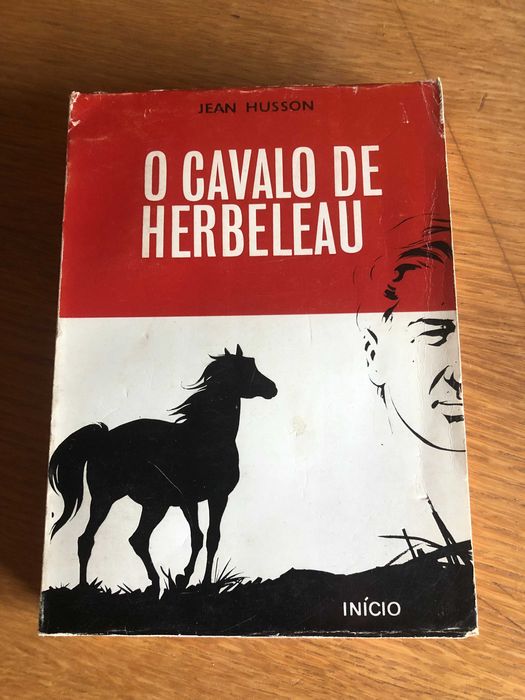 JEAN HUSSON
O CAVALO DE
HERBELEAU
INÍCIO